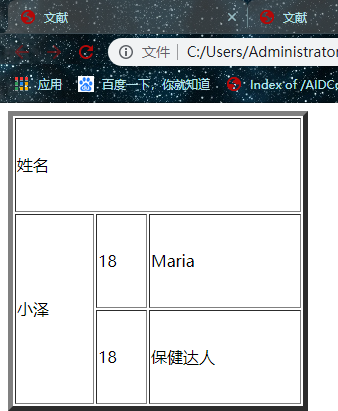 文献 文献
文件 C:/Users/Administrator
应用 百度一下，你就知道 Index of /AIDC
姓名
18 Maria
小泽
18 保健达人